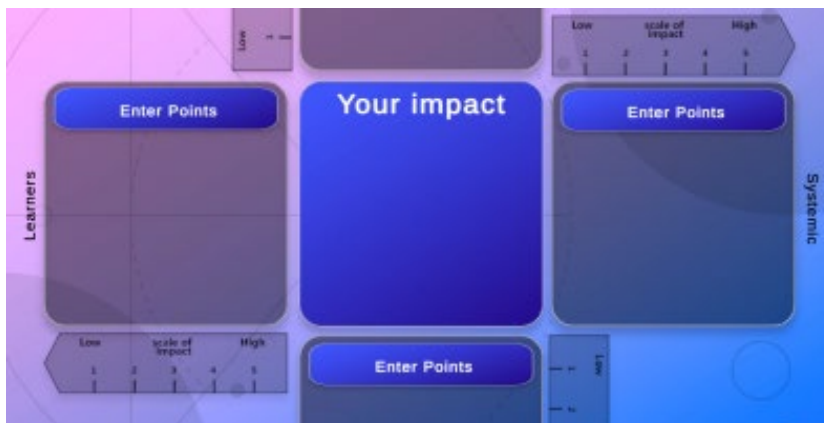 Low
1
Low
scale of
impact
High
1 2 3 4 5
Enter Points
Your impact
Enter Points
Learners
Systemic
Low
scale of
impact
High
1 2 3 4 5
Enter Points
Low
1
2